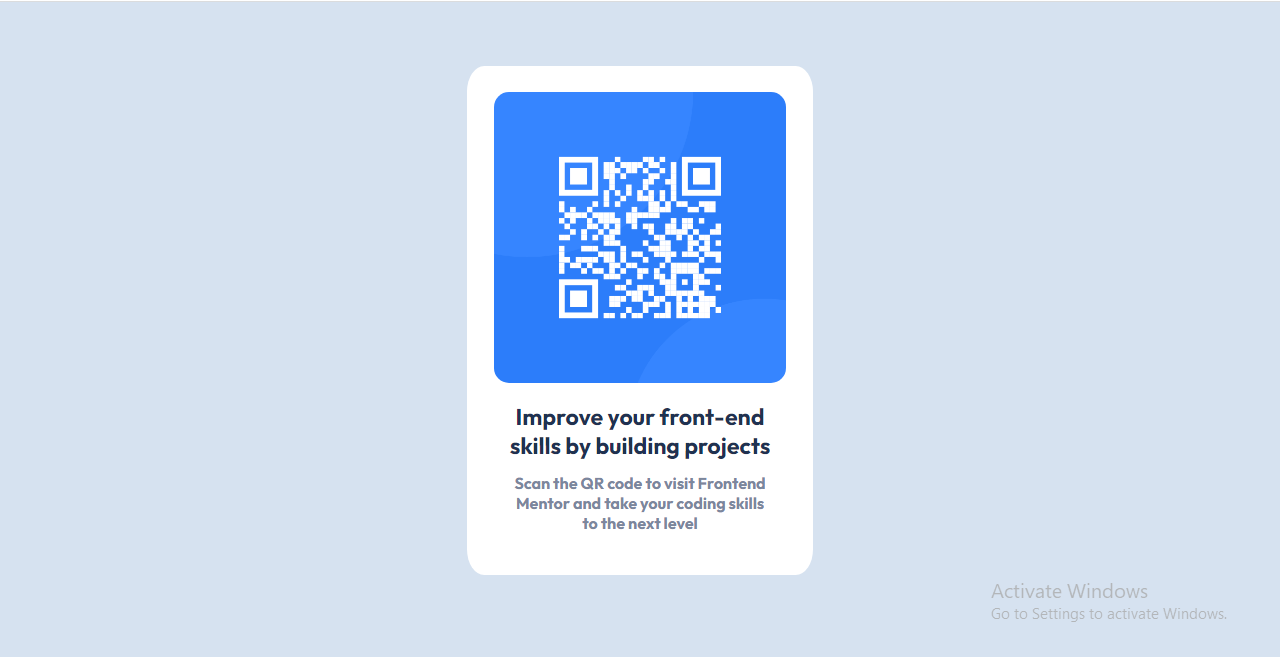 Improve your front-end
skills by building projects
Scan the QR code to visit Frontend
Mentor and take your coding skills
to the next level
Activate Windows
Go to Settings to activate Windows.